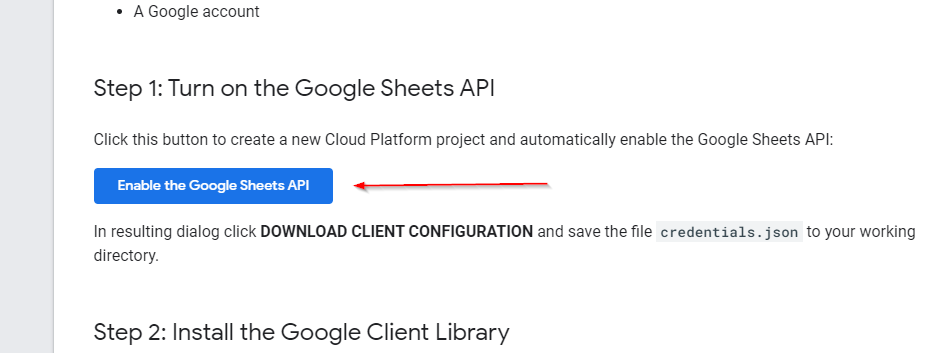 A Google account
Step 1: Turn on the Google Sheets API
Click this button to create a new Cloud Platform project and automatically enable the Google Sheets API:
Enable the Google Sheets API
In resulting dialog click DOWNLOAD CLIENT CONFIGURATION and save the file credentials.json to your working
directory.
Step 2: Install the Google Client Library